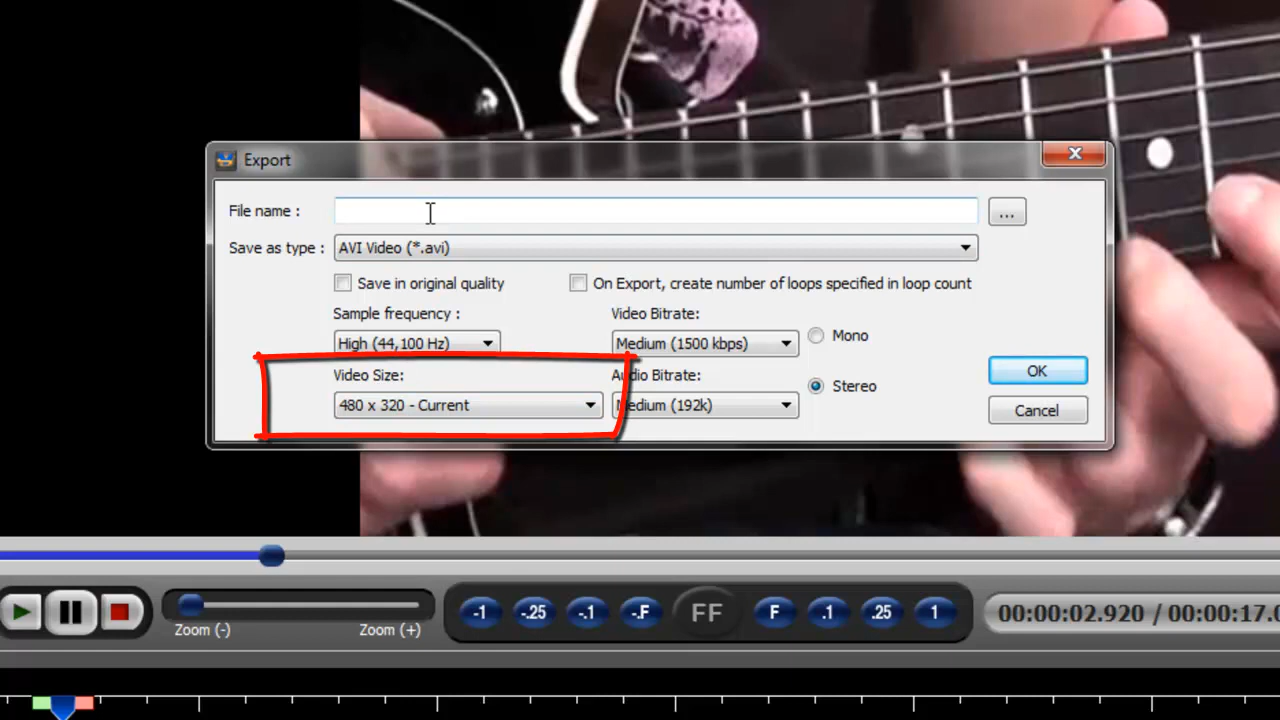 Export
File name :
...
Save as type :
AVI Video (*.avi)
Save in original quality
On Export, create number of loops specified in loop count
Sample frequency :
Video Bitrate:
High (44,100 Hz)
Medium (1500 kbps)
Mono
Video Size:
Audio Bitrate:
Stereo
OK
480 x 320 - Current
Medium (192k)
Cancel
-1 -.25 -.1 -.F FF F .1 .25 1
00:00:02.920 / 00:00:17.0
Zoom (-) Zoom (+)